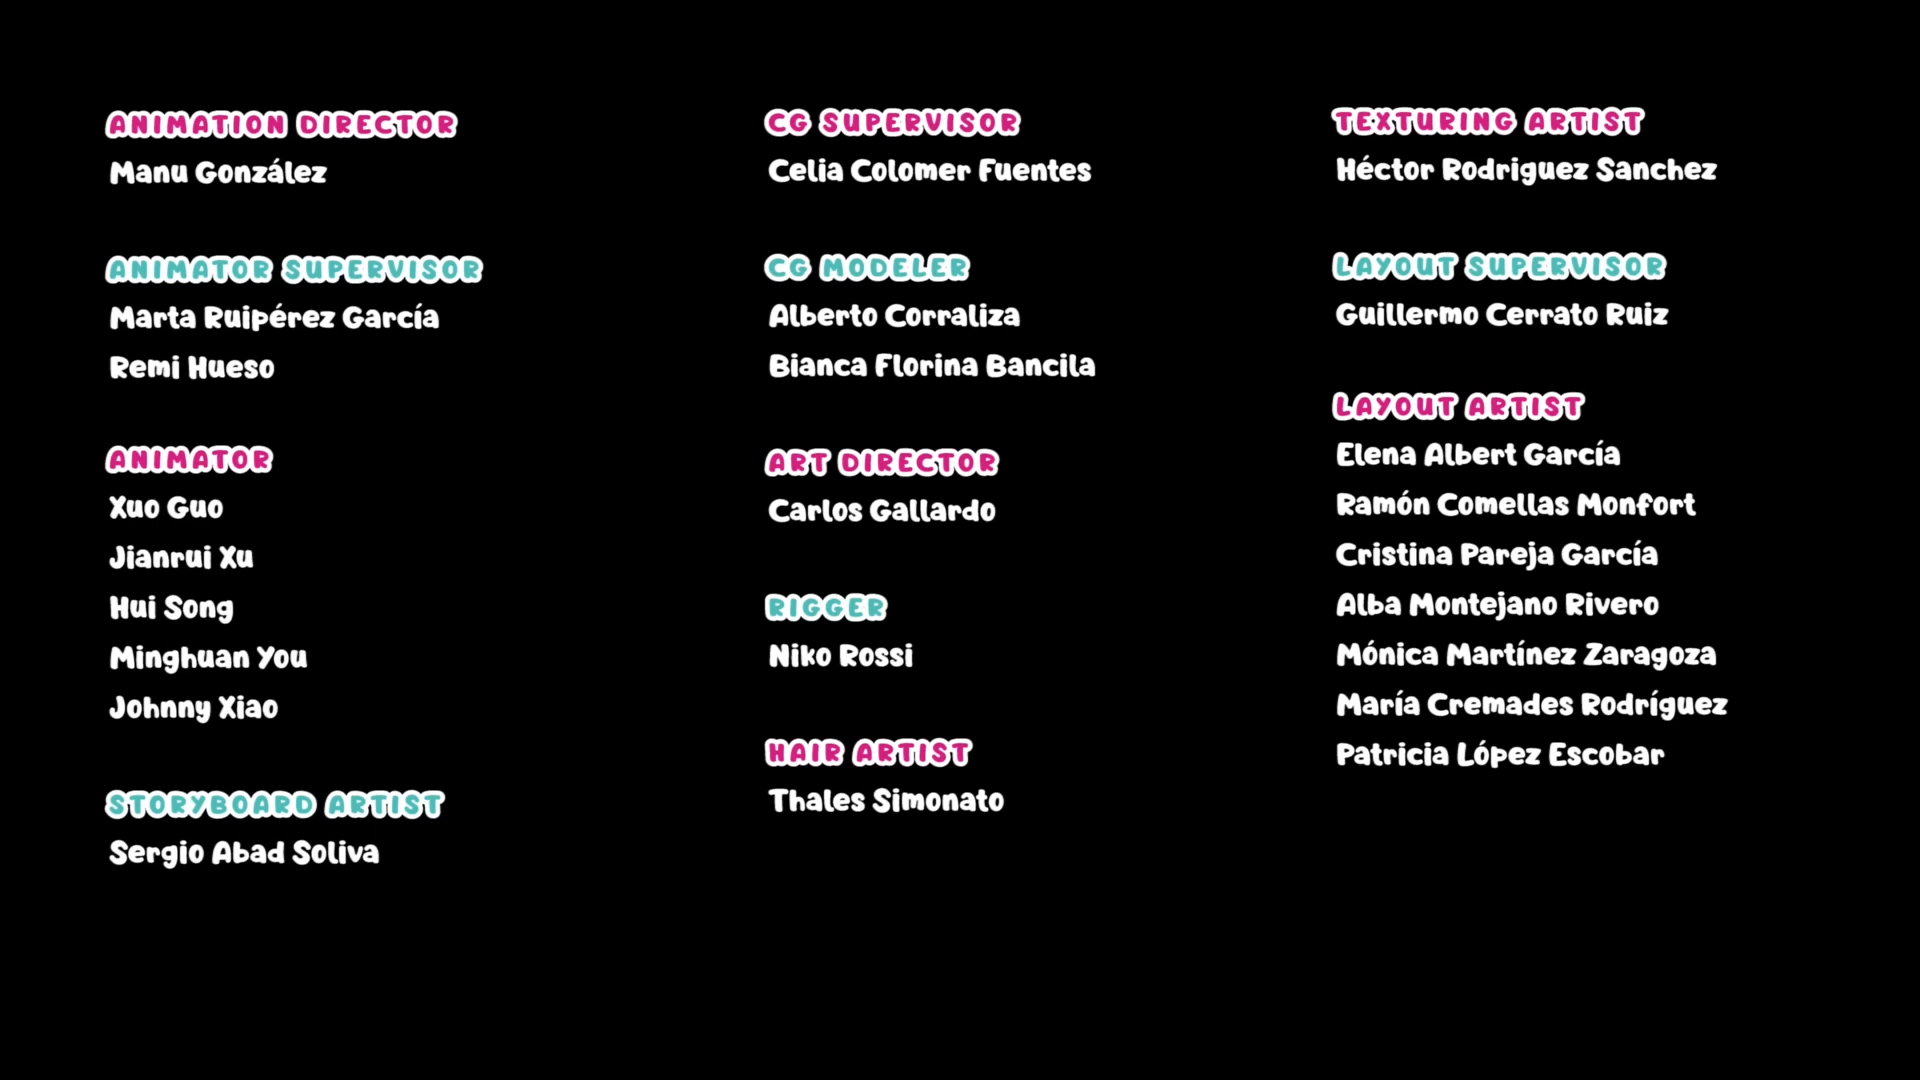 ANIMATION DIRECTOR
Manu González
ANIMATOR SUPERVISOR
Marta Ruipérez García
Remi Hueso
ANIMATOR
Xuo Guo
Jianrui Xu
Hui Song
Minghuan You
Johnny Xiao
STORYBOARD ARTIST
Sergio Abad Soliva
CG SUPERVISOR
Celia Colomer Fuentes
CG MODELER
Alberto Corraliza
Bianca Florina Bancila
ART DIRECTOR
Carlos Gallardo
RIGGER
Niko Rossi
HAIR ARTIST
Thales Simonato
TEXTURING ARTIST
Héctor Rodriguez Sanchez
LAYOUT SUPERVISOR
Guillermo Cerrato Ruiz
LAYOUT ARTIST
Elena Albert García
Ramón Comellas Monfort
Cristina Pareja García
Alba Montejano Rivero
Mónica Martínez Zaragoza
María Cremades Rodríguez
Patricia López Escobar